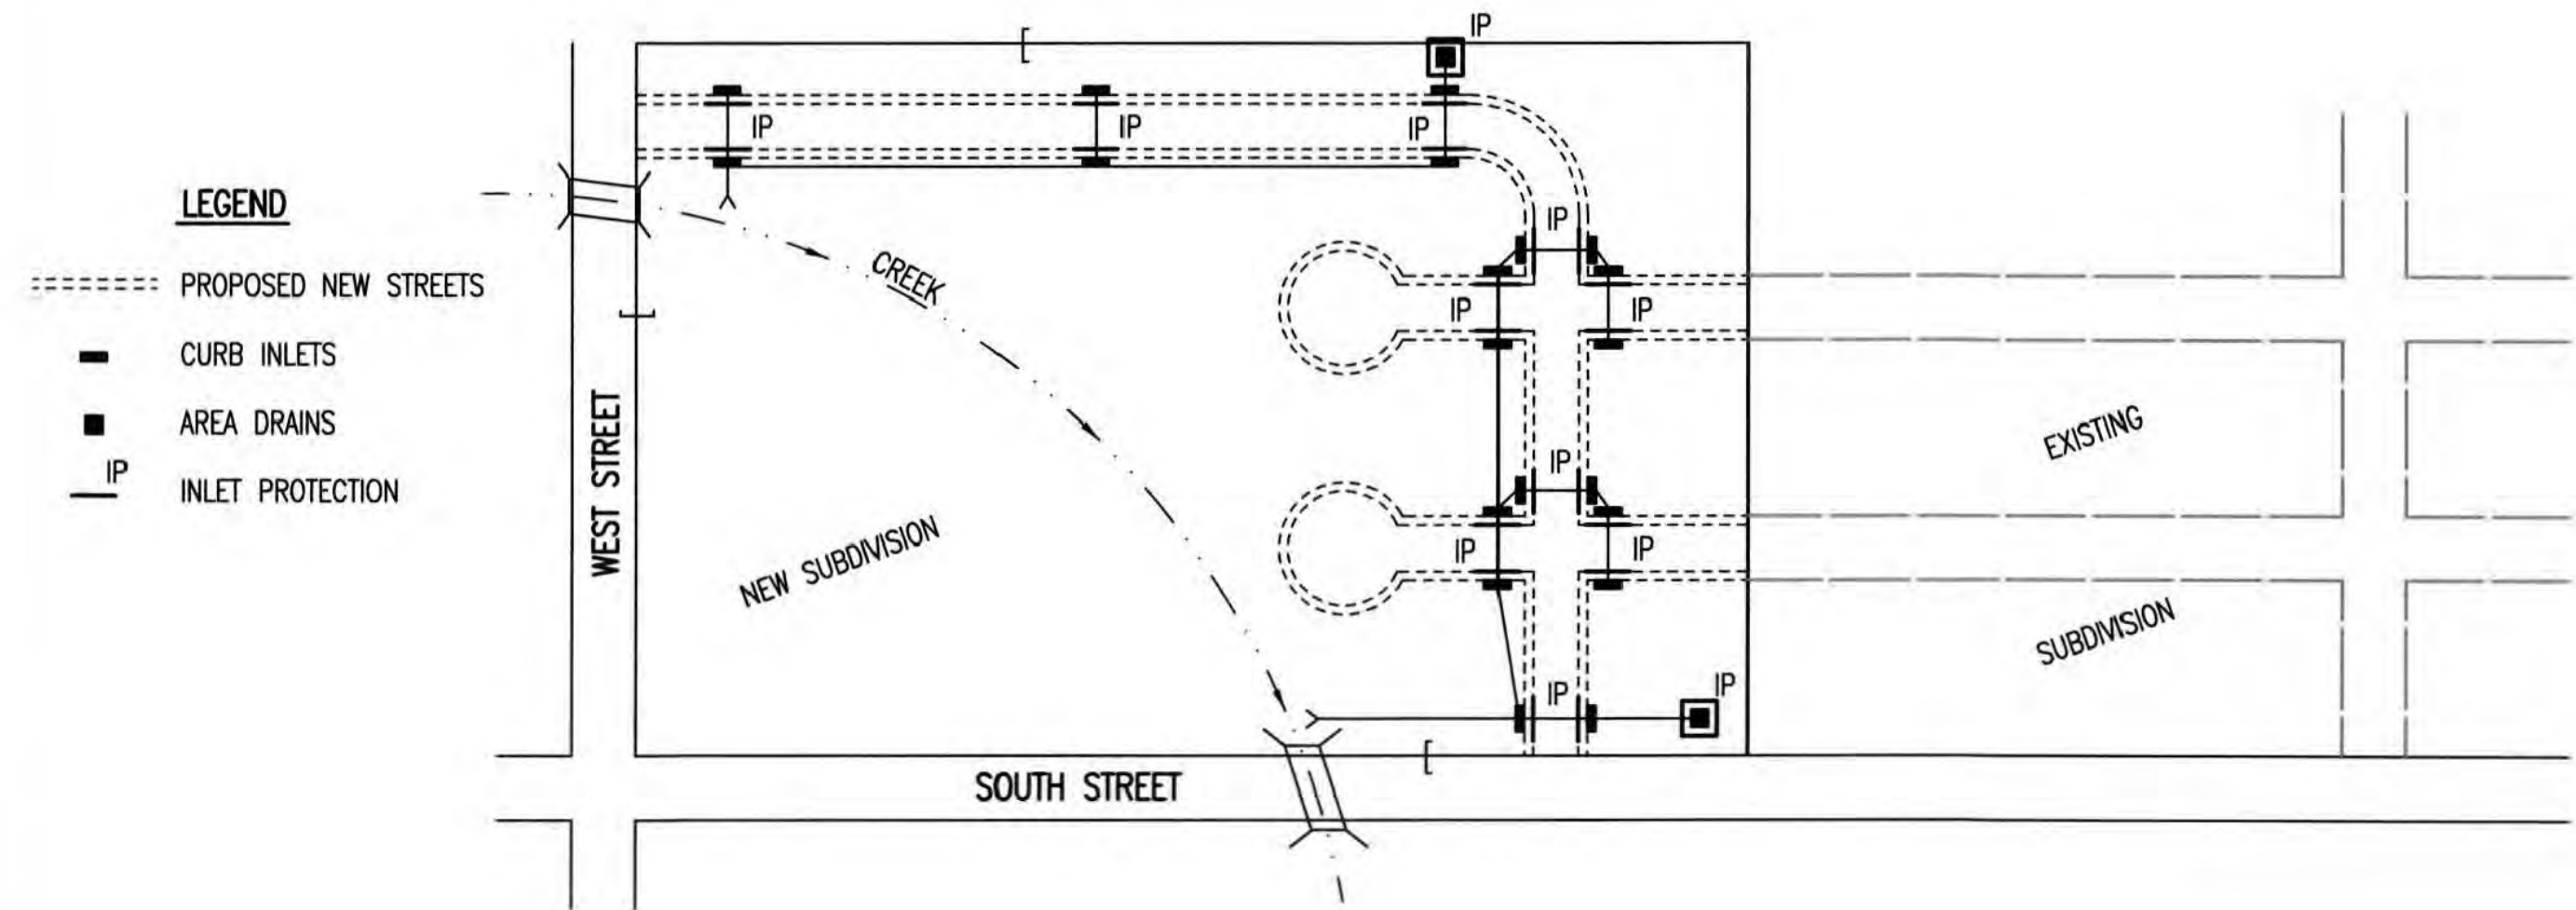 LEGEND
PROPOSED NEW STREETS
CURB INLETS
AREA DRAINS
IP
INLET PROTECTION
IP
IP
IP
IP
IP
IP
IP
IP
IP
IP
IP
IP
CREEK
WEST STREET
NEW SUBDIVISION
SOUTH STREET
EXISTING
SUBDIVISION